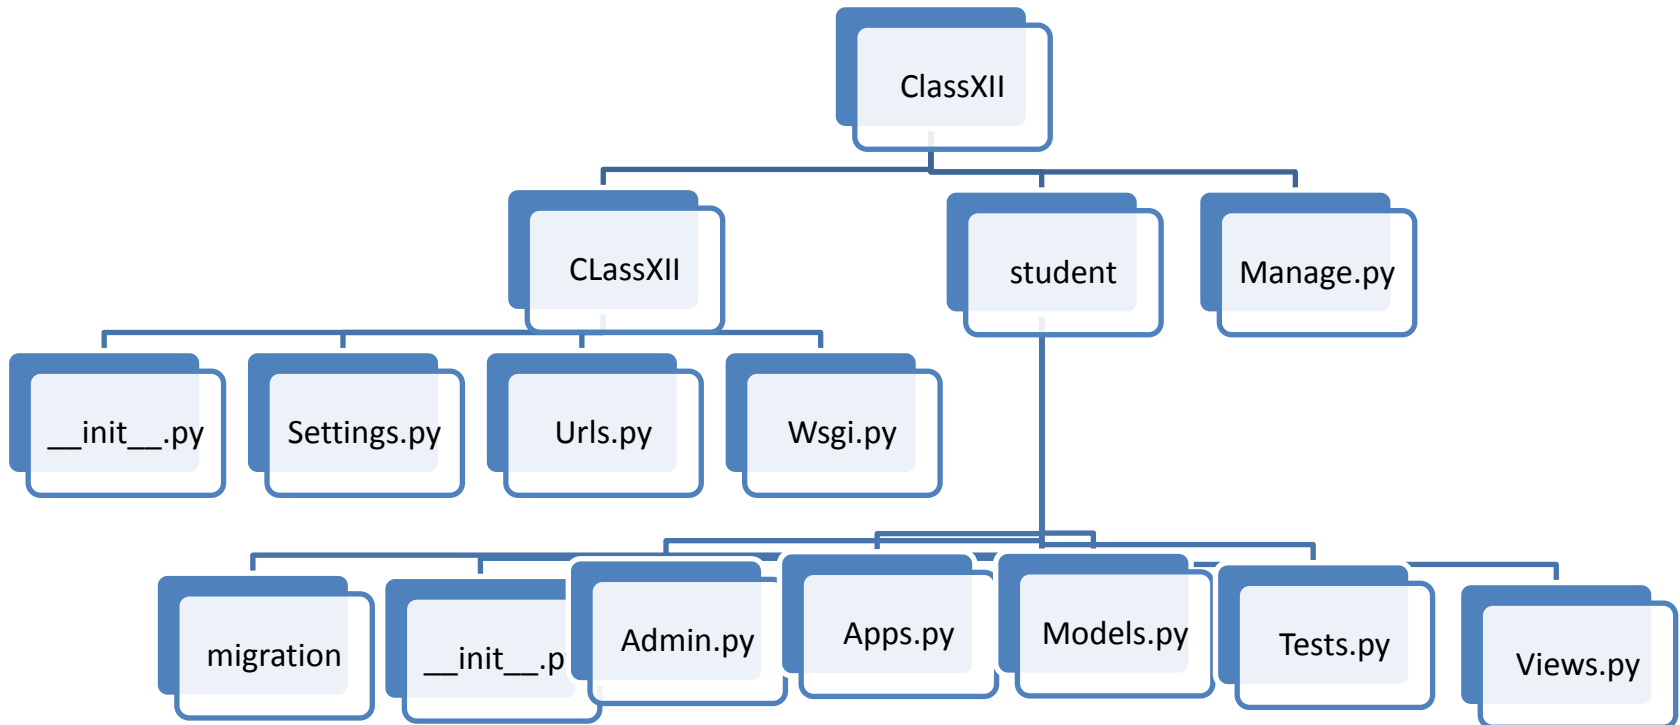 ClassXII
CLassXII
student
Manage.py
__init__.py
Settings.py
Urls.py
Wsgi.py
migration
__init__.p
Admin.py
Apps.py
Models.py
Tests.py
Views.py